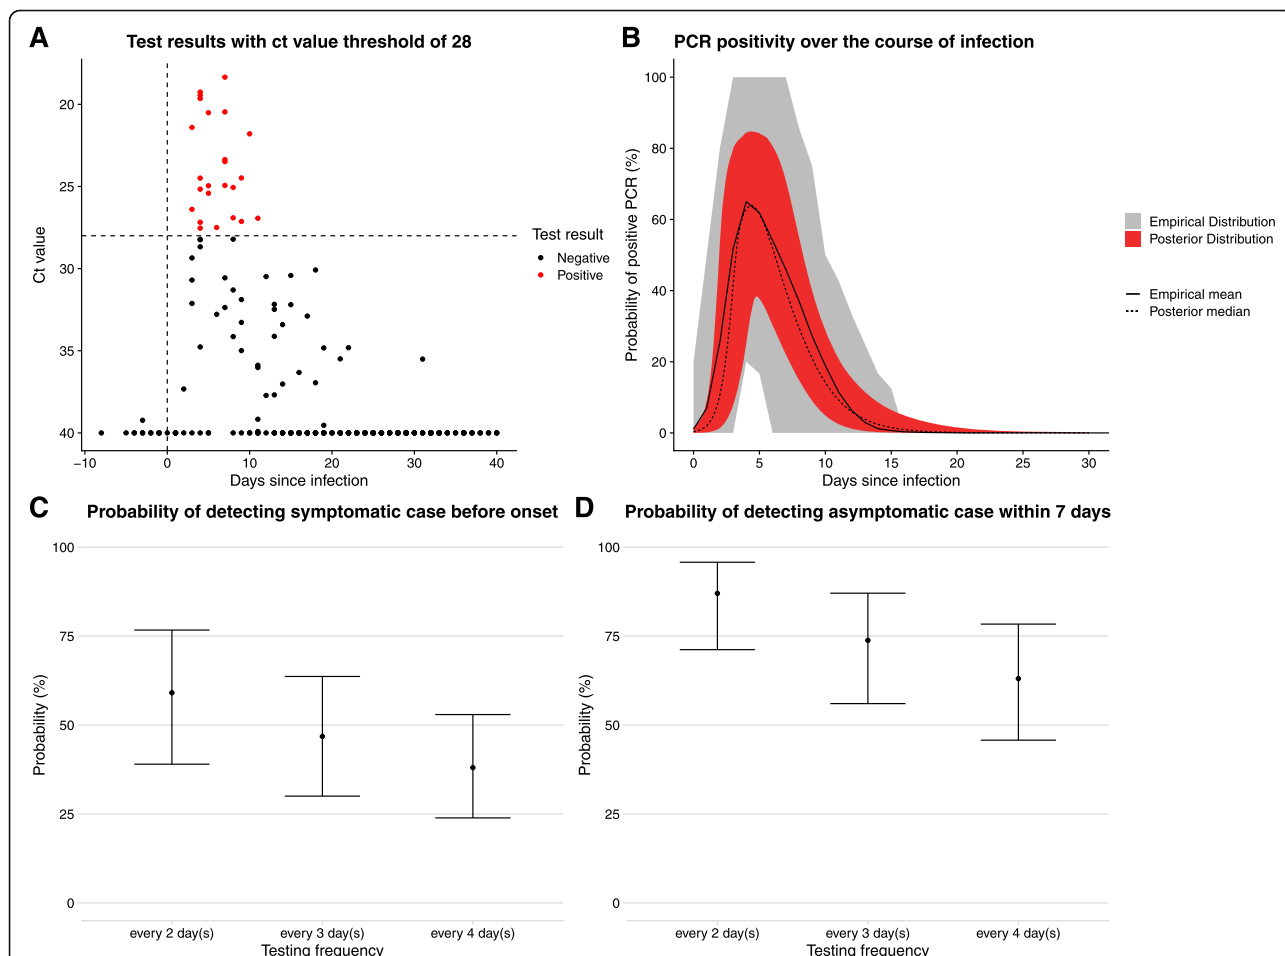 A
Test results with ct value threshold of 28
20
25
30
35
40
Ct value
−10
0
10
20
30
40
Days since infection
Test result
Negative
Positive
B
PCR positivity over the course of infection
100
80
60
40
20
0
Probability of positive PCR (%)
0
5
10
15
20
25
30
Days since infection
Empirical Distribution
Posterior Distribution
Empirical mean
Posterior median
C
Probability of detecting symptomatic case before onset
100
75
50
25
0
Probability (%)
every 2 day(s)
every 3 day(s)
every 4 day(s)
Testing frequency
D
Probability of detecting asymptomatic case within 7 days
100
75
50
25
0
Probability (%)
every 2 day(s)
every 3 day(s)
every 4 day(s)
Testing frequency